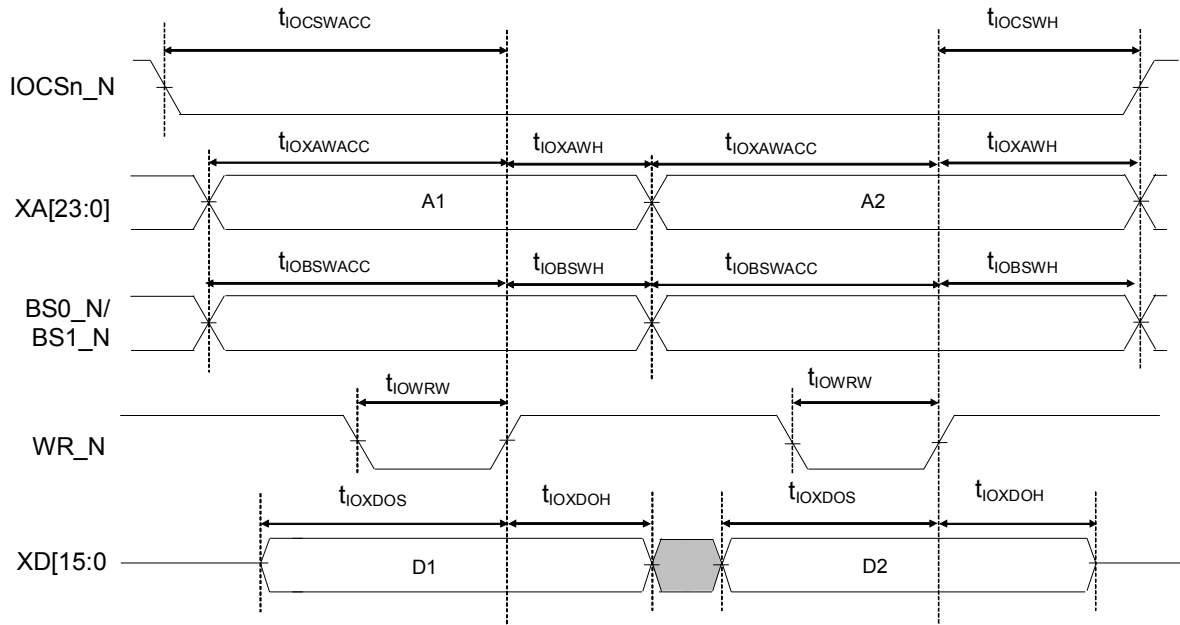 tIOCSWACC tIOCSWH
IOCSn_N
tIOXAWACC tIOXAWH tIOXAWACC tIOXAWH
XA[23:0] A1 A2
tIOBSWACC tIOBSWH tIOBSWACC tIOBSWH
BS0_N/
BS1_N
tIOWRW tIOWRW
WR_N
tIOXDOS tIOXDOH tIOXDOS tIOXDOH
XD[15:0 D1 D2